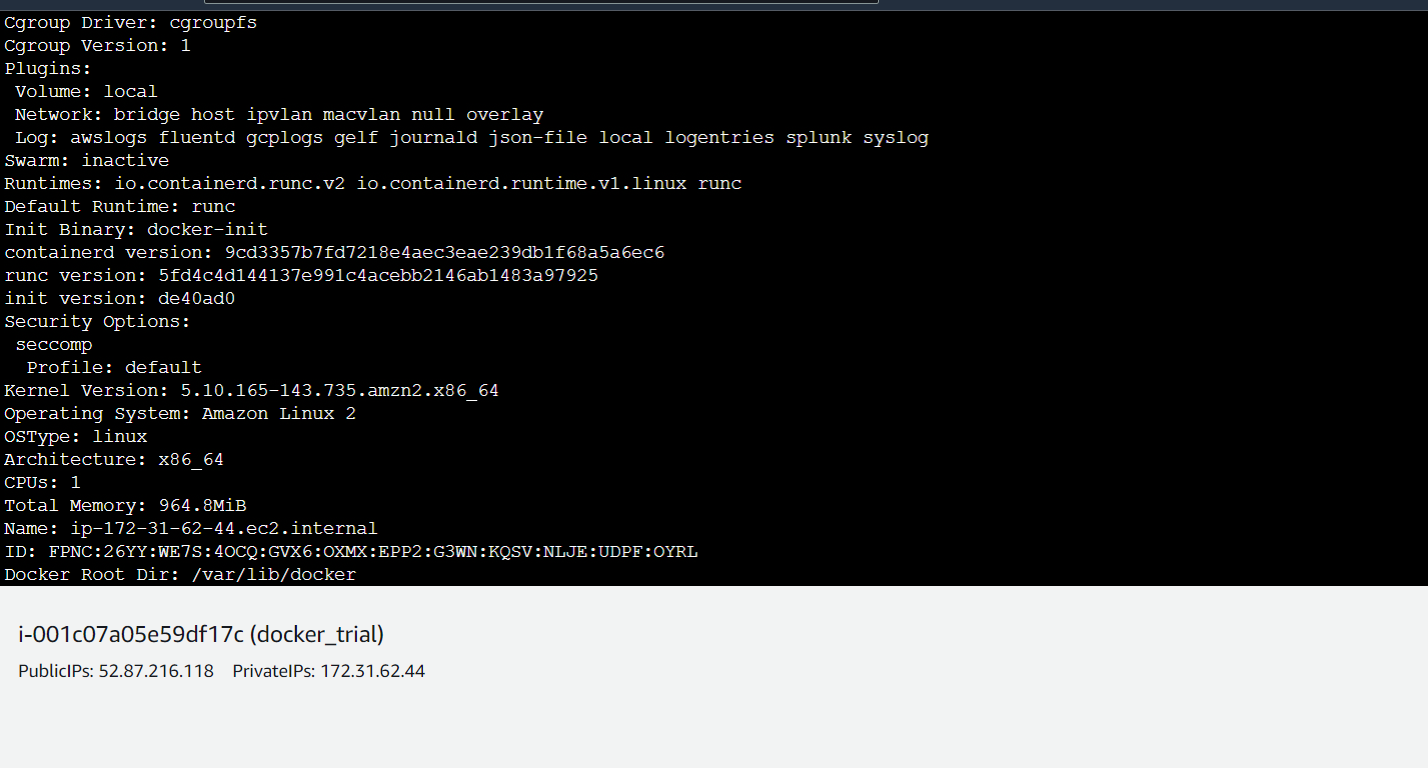 Cgroup Driver: cgroupfs
Cgroup Version: 1
Plugins:
Volume: local
Network: bridge host ipvlan macvlan null overlay
Log: awslogs fluentd gcplogs gelf journald json-file local logentries splunk syslog
Swarm: inactive
Runtimes: io.containerd.runc.v2 io.containerd.runtime.v1.linux runc
Default Runtime: runc
Init Binary: docker-init
containerd version: 9cd3357b7fd7218e4aec3eae239db1f68a5a6ec6
runc version: 5fd4c4d144137e991c4acebb2146ab1483a97925
init version: de40ad0
Security Options:
seccomp
Profile: default
Kernel Version: 5.10.165-143.735.amzn2.x86_64
Operating System: Amazon Linux 2
OSType: linux
Architecture: x86_64
CPUs: 1
Total Memory: 964.8MiB
Name: ip-172-31-62-44.ec2.internal
ID: FPNC:26YY:WE7S:4OCQ:GVX6:OXMX:EPP2:G3WN:KQSV:NLJE:UDPF:OYRL
Docker Root Dir: /var/lib/docker
i-001c07a05e59df17c (docker_trial)
PublicIPs: 52.87.216.118 PrivateIPs: 172.31.62.44